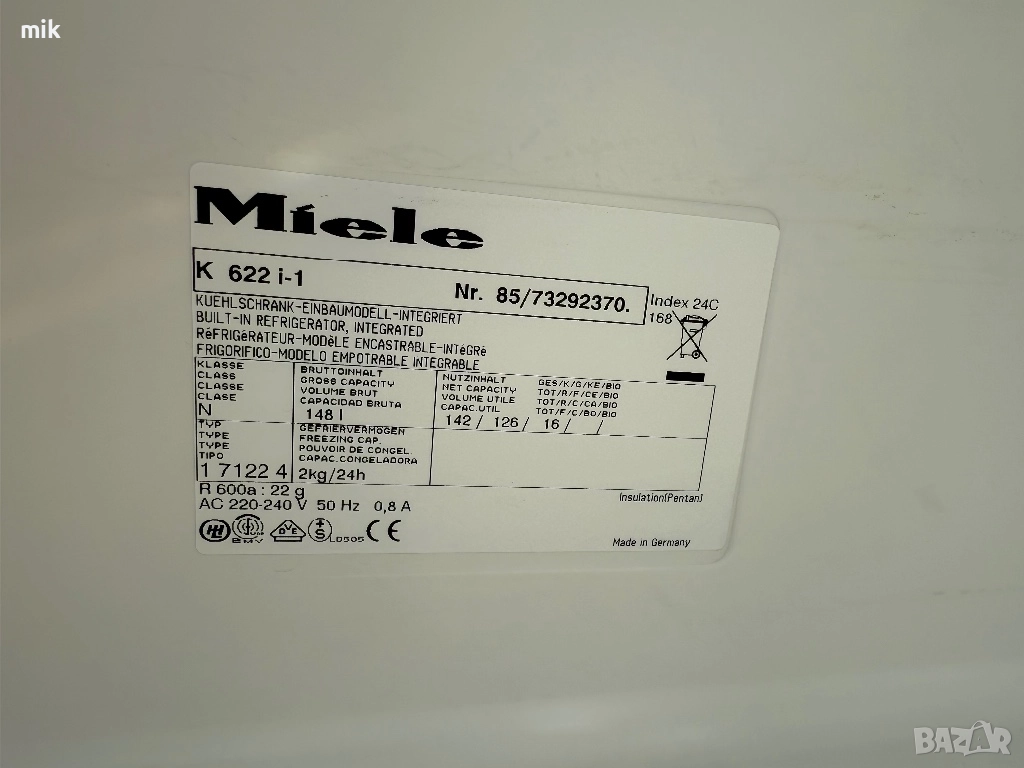 mik
Miele
K 622 i-1 Nr. 85/73292370.
Index 24C
168
KUEHLSCHRANK-EINBAUMODELL-INTEGRIERT
BUILT-IN REFRIGERATOR, INTEGRATED
RéFRIGéRATEUR-MODèLE ENCASTRABLE-INTéGRé
FRIGORIFICO-MODELO EMPOTRABLE INTEGRABLE
KLASSE
CLASS
CLASSE
CLASE
N
BRUTTOINHALT
GROSS CAPACITY
VOLUME BRUT
CAPACIDAD BRUTA
148 l
NUTZINHALT GES/K/G/KE/BIO
NET CAPACITY TOT/R/F/CE/BIO
VOLUME UTILE TOT/R/C/CA/BIO
CAPAC.UTIL TOT/F/C/BO/BIO
142 / 126 / 16 / /
TYP
TYPE
TYPE
TIPO
1 7122 4
GEFRIERVERMOGEN
FREEZING CAP.
POUVOIR DE CONGEL.
CAPAC.CONGELADORA
2kg/24h
R 600a : 22 g
AC 220-240 V 50 Hz 0,8 A
Insulation(Pentan)
EMV DVE S LD505 CE
Made in Germany
BAZAR